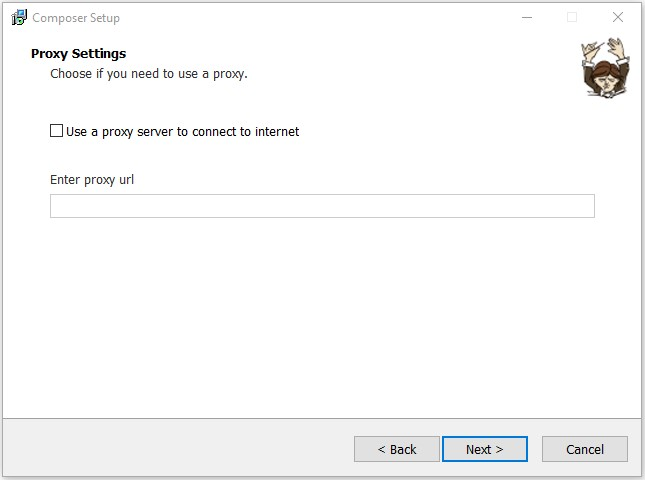 Composer Setup
Proxy Settings
Choose if you need to use a proxy.
Use a proxy server to connect to internet
Enter proxy url
< Back
Next >
Cancel